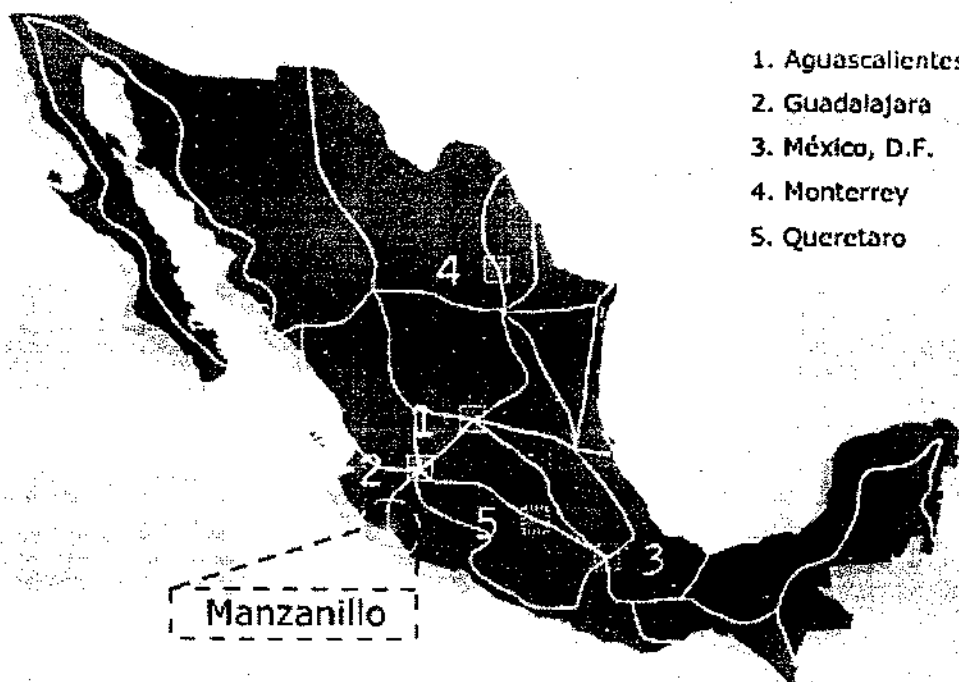 1. Aguascalientes
2. Guadalajara
3. México, D.F.
4. Monterrey
5. Queretaro
4
1
2
5
3
Manzanillo